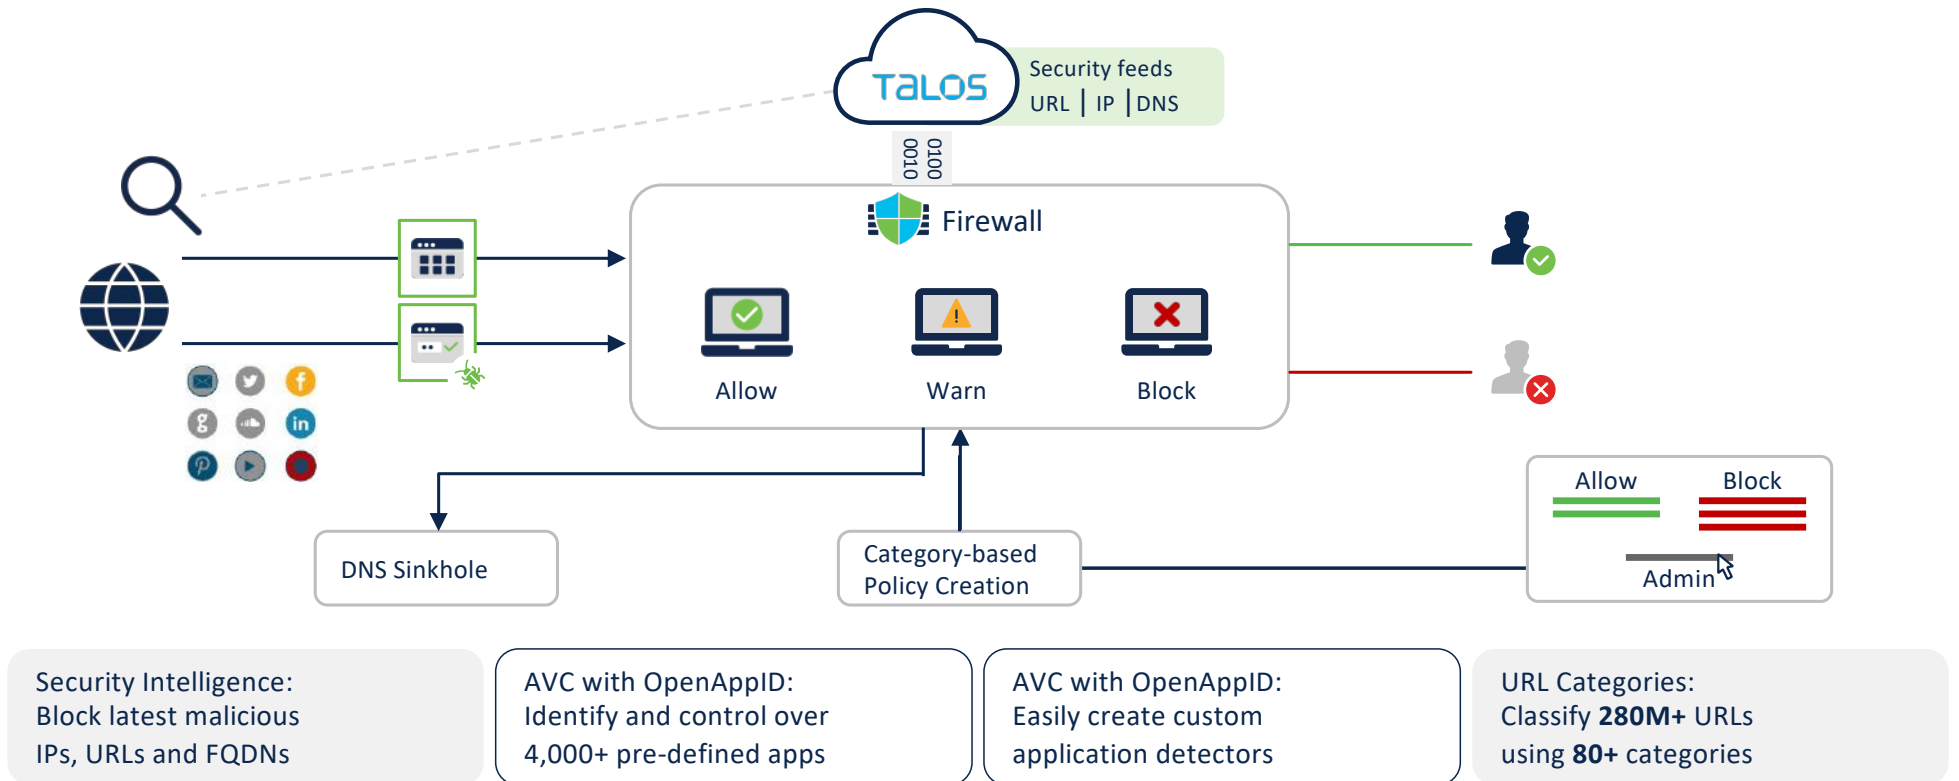 TALOS
Security feeds
URL | IP | DNS
0100
0010
Firewall
Allow
Warn
Block
DNS Sinkhole
Category-based
Policy Creation
Allow
Block
Admin
Security Intelligence:
Block latest malicious
IPs, URLs and FQDNs
AVC with OpenAppID:
Identify and control over
4,000+ pre-defined apps
AVC with OpenAppID:
Easily create custom
application detectors
URL Categories:
Classify 280M+ URLs
using 80+ categories